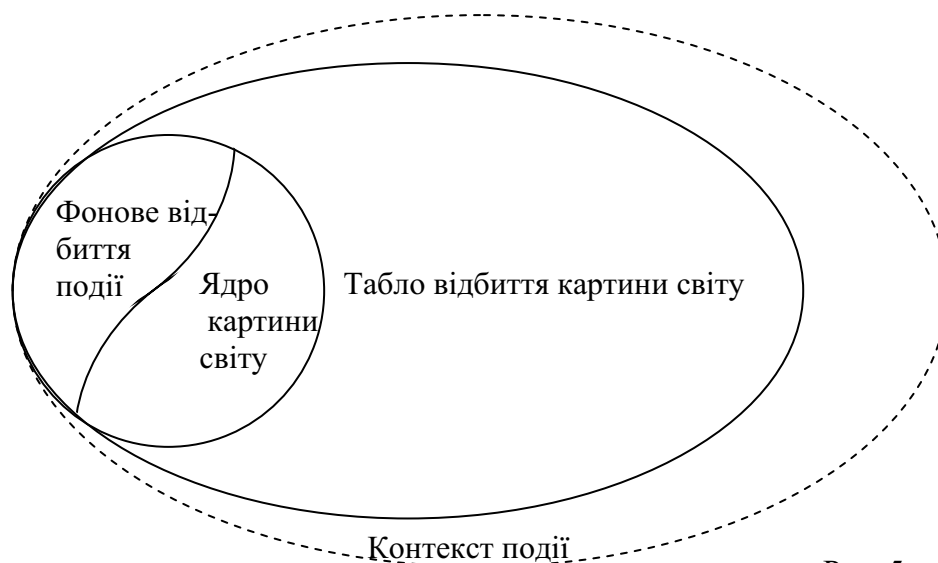 Фонове від-
биття
події
Ядро
картини
світу
Табло відбиття картини світу
Контекст події